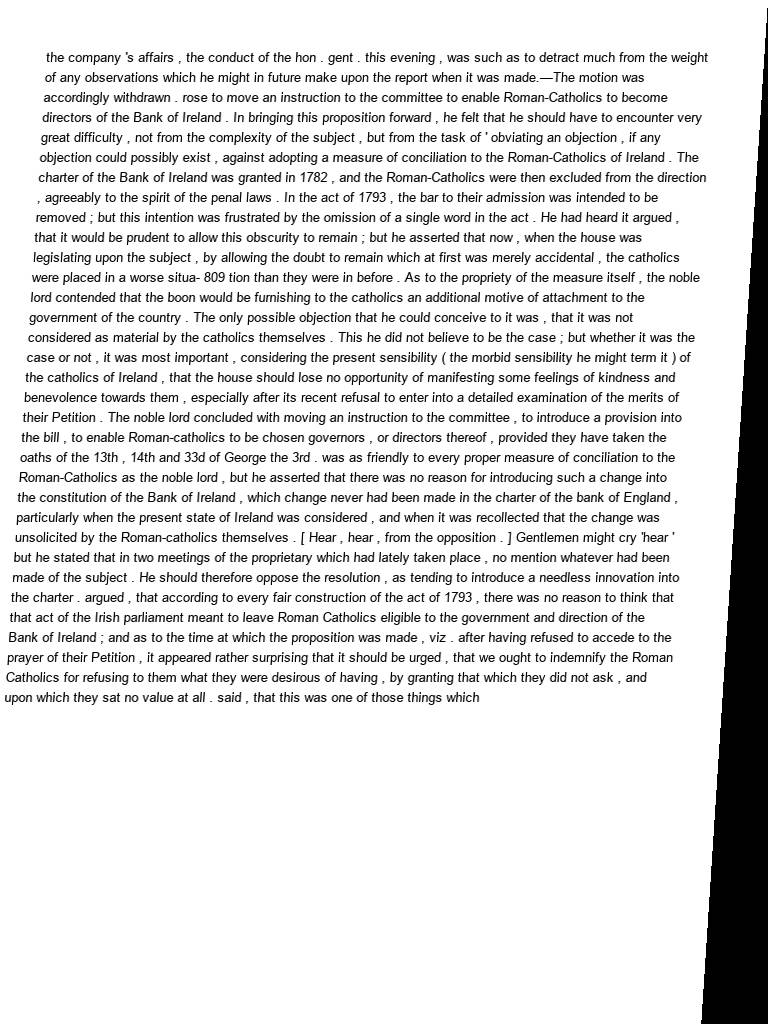 the company 's affairs , the conduct of the hon . gent . this evening , was such as to detract much from the weight
of any observations which he might in future make upon the report when it was made.—The motion was
accordingly withdrawn . rose to move an instruction to the committee to enable Roman-Catholics to become
directors of the Bank of Ireland . In bringing this proposition forward , he felt that he should have to encounter very
great difficulty , not from the complexity of the subject , but from the task of ' obviating an objection , if any
objection could possibly exist , against adopting a measure of conciliation to the Roman-Catholics of Ireland . The
charter of the Bank of Ireland was granted in 1782 , and the Roman-Catholics were then excluded from the direction
, agreeably to the spirit of the penal laws . In the act of 1793 , the bar to their admission was intended to be
removed ; but this intention was frustrated by the omission of a single word in the act . He had heard it argued ,
that it would be prudent to allow this obscurity to remain ; but he asserted that now , when the house was
legislating upon the subject , by allowing the doubt to remain which at first was merely accidental , the catholics
were placed in a worse situa- 809 tion than they were in before . As to the propriety of the measure itself , the noble
lord contended that the boon would be furnishing to the catholics an additional motive of attachment to the
government of the country . The only possible objection that he could conceive to it was , that it was not
considered as material by the catholics themselves . This he did not believe to be the case ; but whether it was the
case or not , it was most important , considering the present sensibility ( the morbid sensibility he might term it ) of
the catholics of Ireland , that the house should lose no opportunity of manifesting some feelings of kindness and
benevolence towards them , especially after its recent refusal to enter into a detailed examination of the merits of
their Petition . The noble lord concluded with moving an instruction to the committee , to introduce a provision into
the bill , to enable Roman-catholics to be chosen governors , or directors thereof , provided they have taken the
oaths of the 13th , 14th and 33d of George the 3rd . was as friendly to every proper measure of conciliation to the
Roman-Catholics as the noble lord , but he asserted that there was no reason for introducing such a change into
the constitution of the Bank of Ireland , which change never had been made in the charter of the bank of England ,
particularly when the present state of Ireland was considered , and when it was recollected that the change was
unsolicited by the Roman-catholics themselves . [ Hear , hear , from the opposition . ] Gentlemen might cry 'hear '
but he stated that in two meetings of the proprietary which had lately taken place , no mention whatever had been
made of the subject . He should therefore oppose the resolution , as tending to introduce a needless innovation into
the charter . argued , that according to every fair construction of the act of 1793 , there was no reason to think that
that act of the Irish parliament meant to leave Roman Catholics eligible to the government and direction of the
Bank of Ireland ; and as to the time at which the proposition was made , viz . after having refused to accede to the
prayer of their Petition , it appeared rather surprising that it should be urged , that we ought to indemnify the Roman
Catholics for refusing to them what they were desirous of having , by granting that which they did not ask , and
upon which they sat no value at all . said , that this was one of those things which